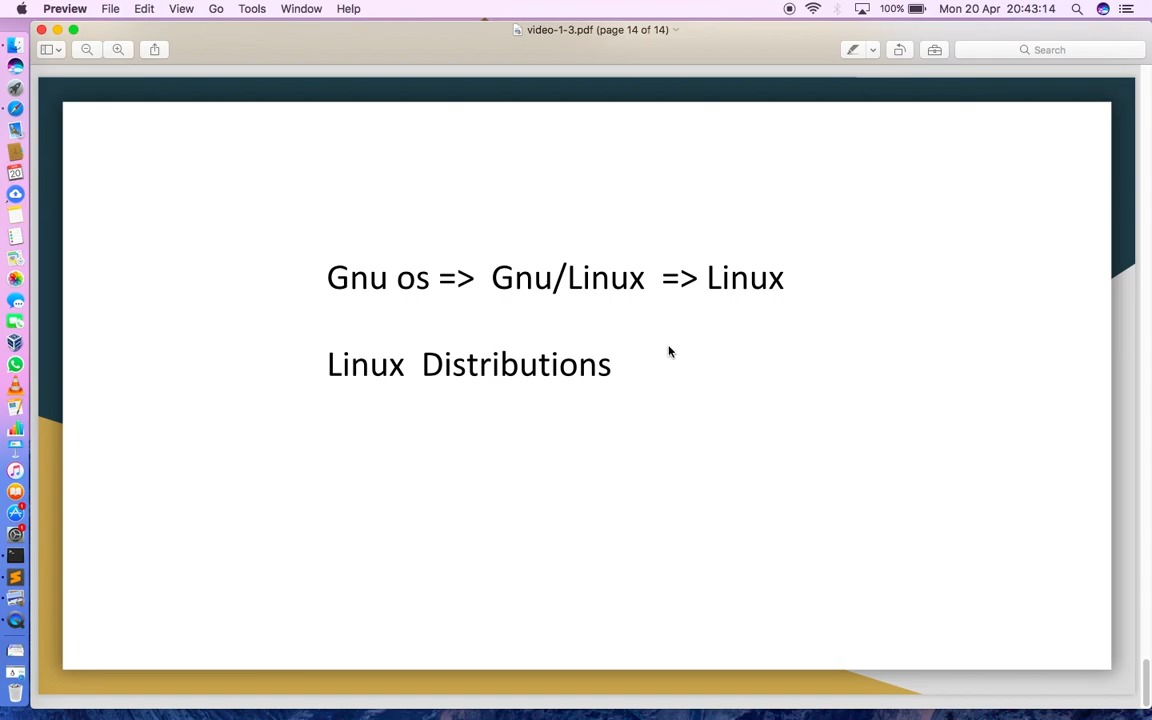 Preview File Edit View Go Tools Window Help 100% Mon 20 Apr 20:43:14
video-1-3.pdf (page 14 of 14)
Search
Gnu os => Gnu/Linux => Linux
Linux Distributions